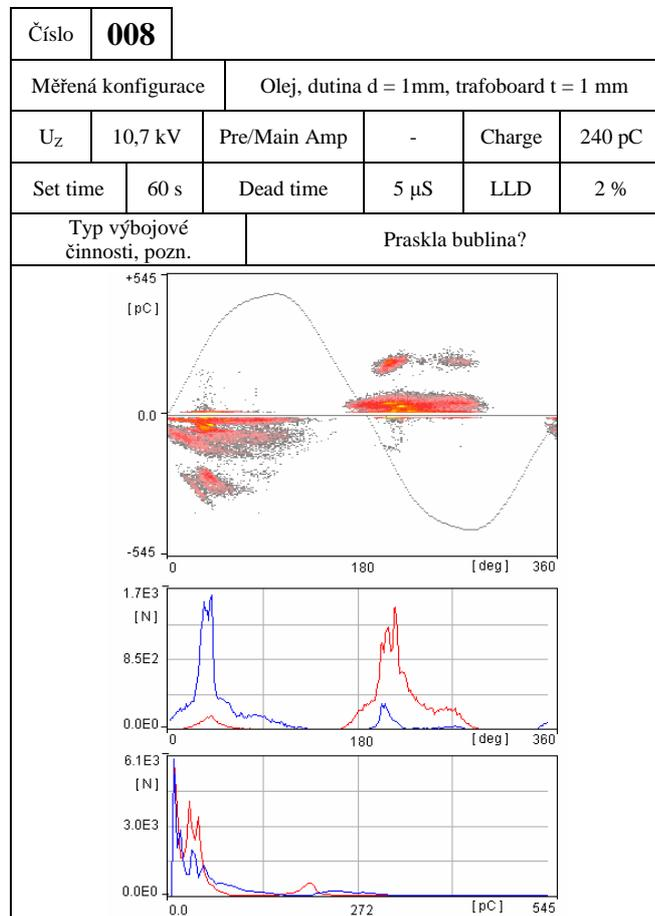 Číslo 008
Měřená konfigurace Olej, dutina d = 1mm, trafoboard t = 1 mm
UZ 10,7 kV Pre/Main Amp - Charge 240 pC
Set time 60 s Dead time 5 μS LLD 2 %
Typ výbojové
činnosti, pozn.
Praskla bublina?
+545
[pC]
0.0
-545
0 180 [deg] 360
1.7E3
[N]
8.5E2
0.0E0
0 180 [deg] 360
6.1E3
[N]
3.0E3
0.0E0
0.0 272 [pC] 545